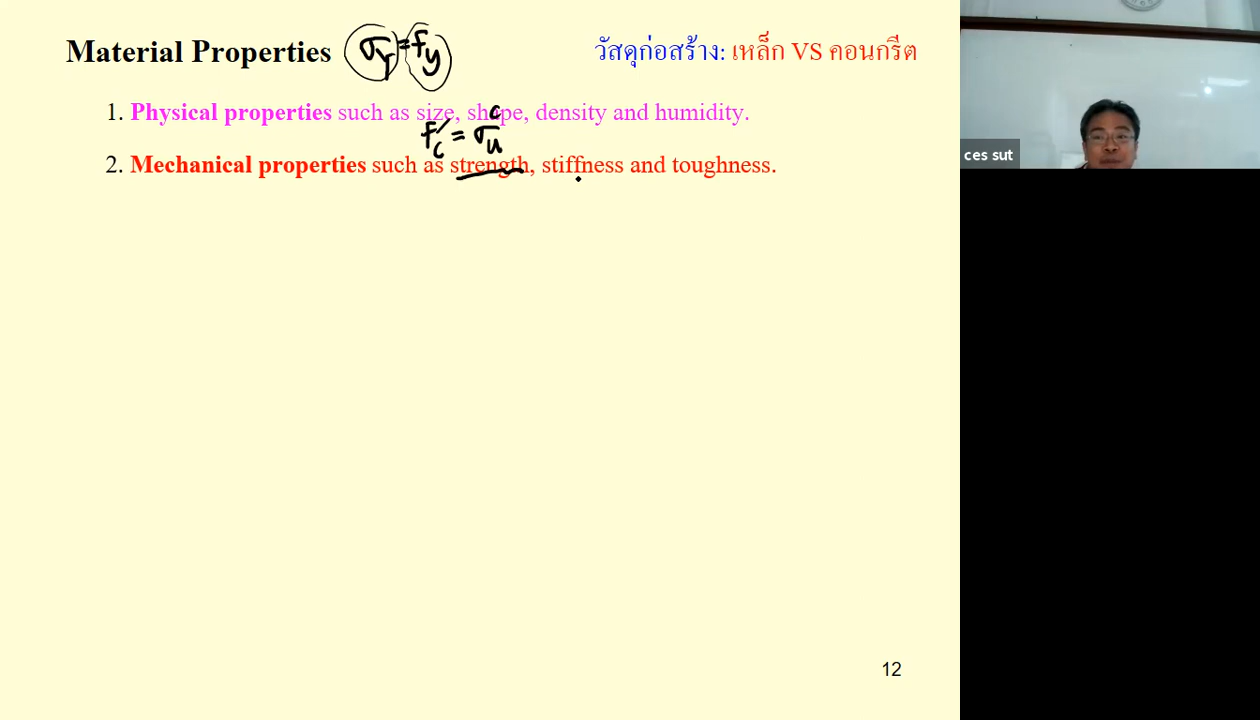 Material Properties σy = fy
วัสดุก่อสร้าง: เหล็ก VS คอนกรีต
1. Physical properties such as size, shape, density and humidity.
f'c = σuc
2. Mechanical properties such as strength, stiffness and toughness.
ces sut
12